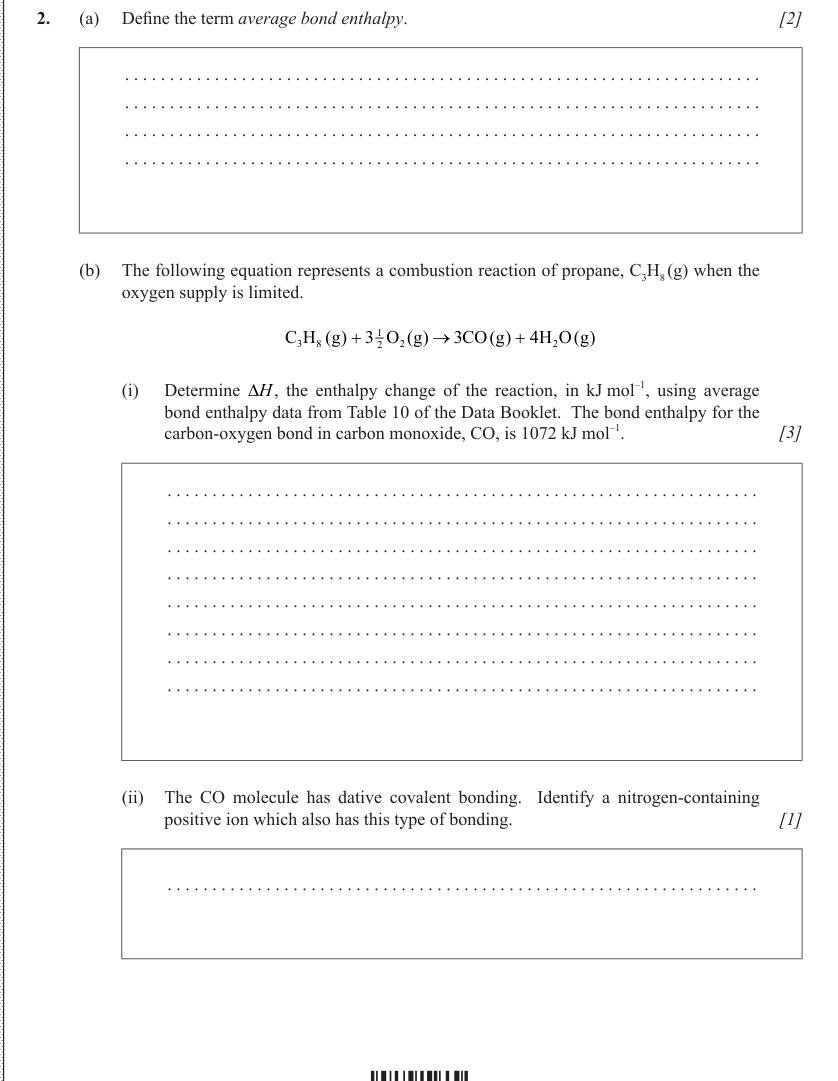 2. (a) Define the term average bond enthalpy. [2]
(b) The following equation represents a combustion reaction of propane, C₃H₈(g) when the
oxygen supply is limited.
C₃H₈(g) + 3½O₂(g) → 3CO(g) + 4H₂O(g)
(i) Determine ΔH, the enthalpy change of the reaction, in kJ mol⁻¹, using average
bond enthalpy data from Table 10 of the Data Booklet. The bond enthalpy for the
carbon-oxygen bond in carbon monoxide, CO, is 1072 kJ mol⁻¹. [3]
(ii) The CO molecule has dative covalent bonding. Identify a nitrogen-containing
positive ion which also has this type of bonding. [1]